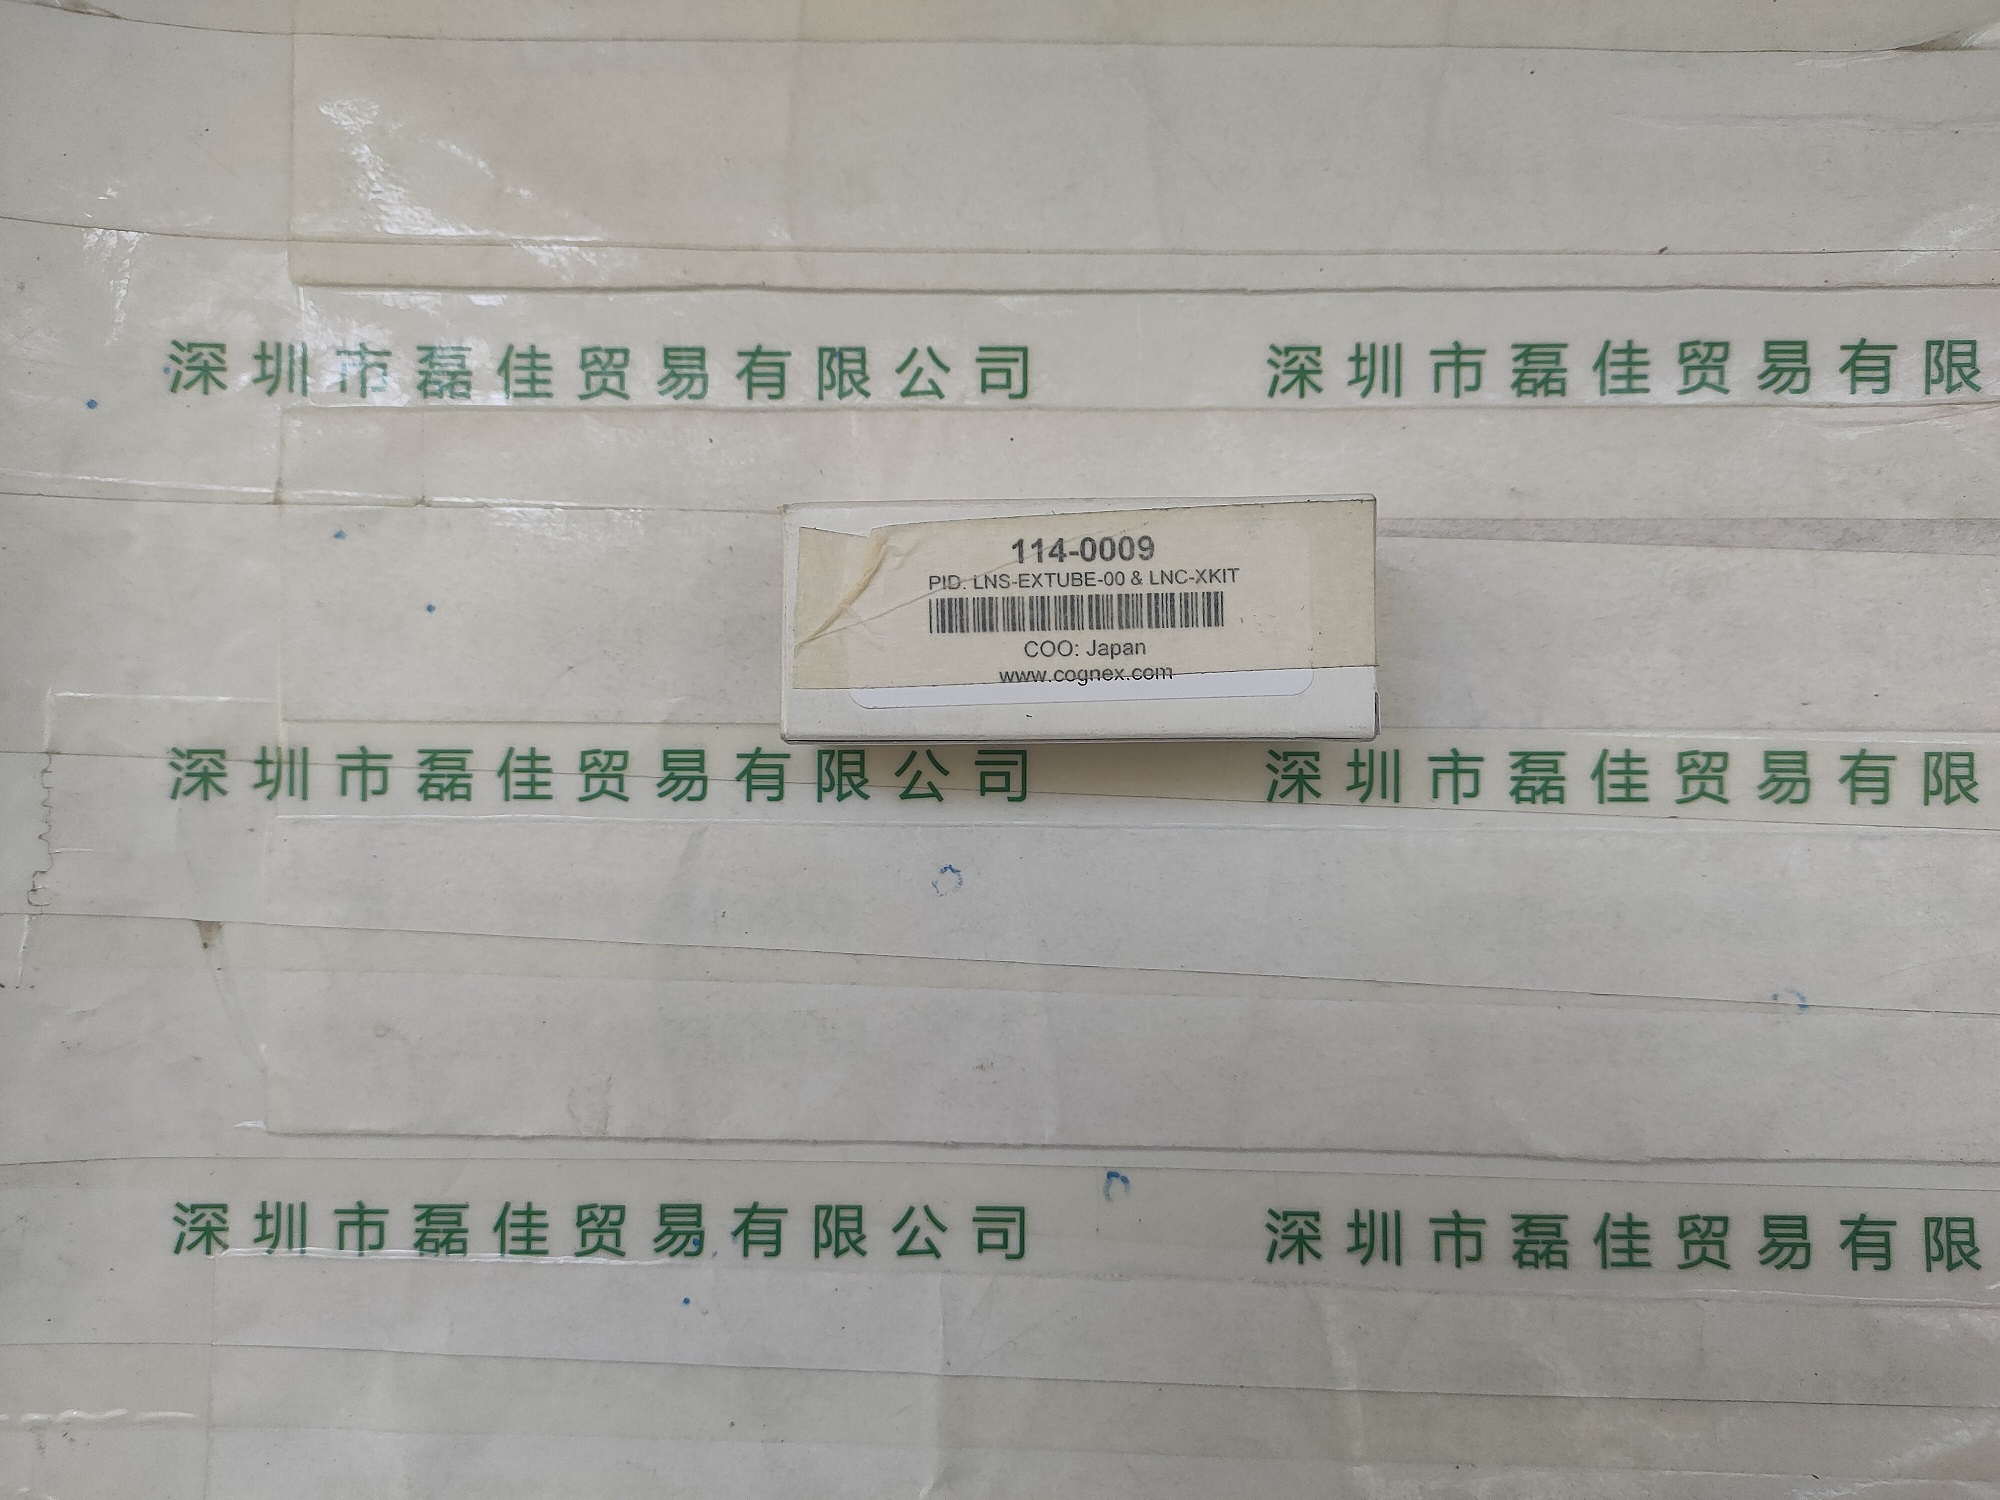 深圳市磊佳贸易有限公司 深圳市磊佳贸易有限
114-0009
PID. LNS-EXTUBE-00 & LNC-XKIT
COO: Japan
www.cognex.com
深圳市磊佳贸易有限公司 深圳市磊佳贸易有限
深圳市磊佳贸易有限公司 深圳市磊佳贸易有限